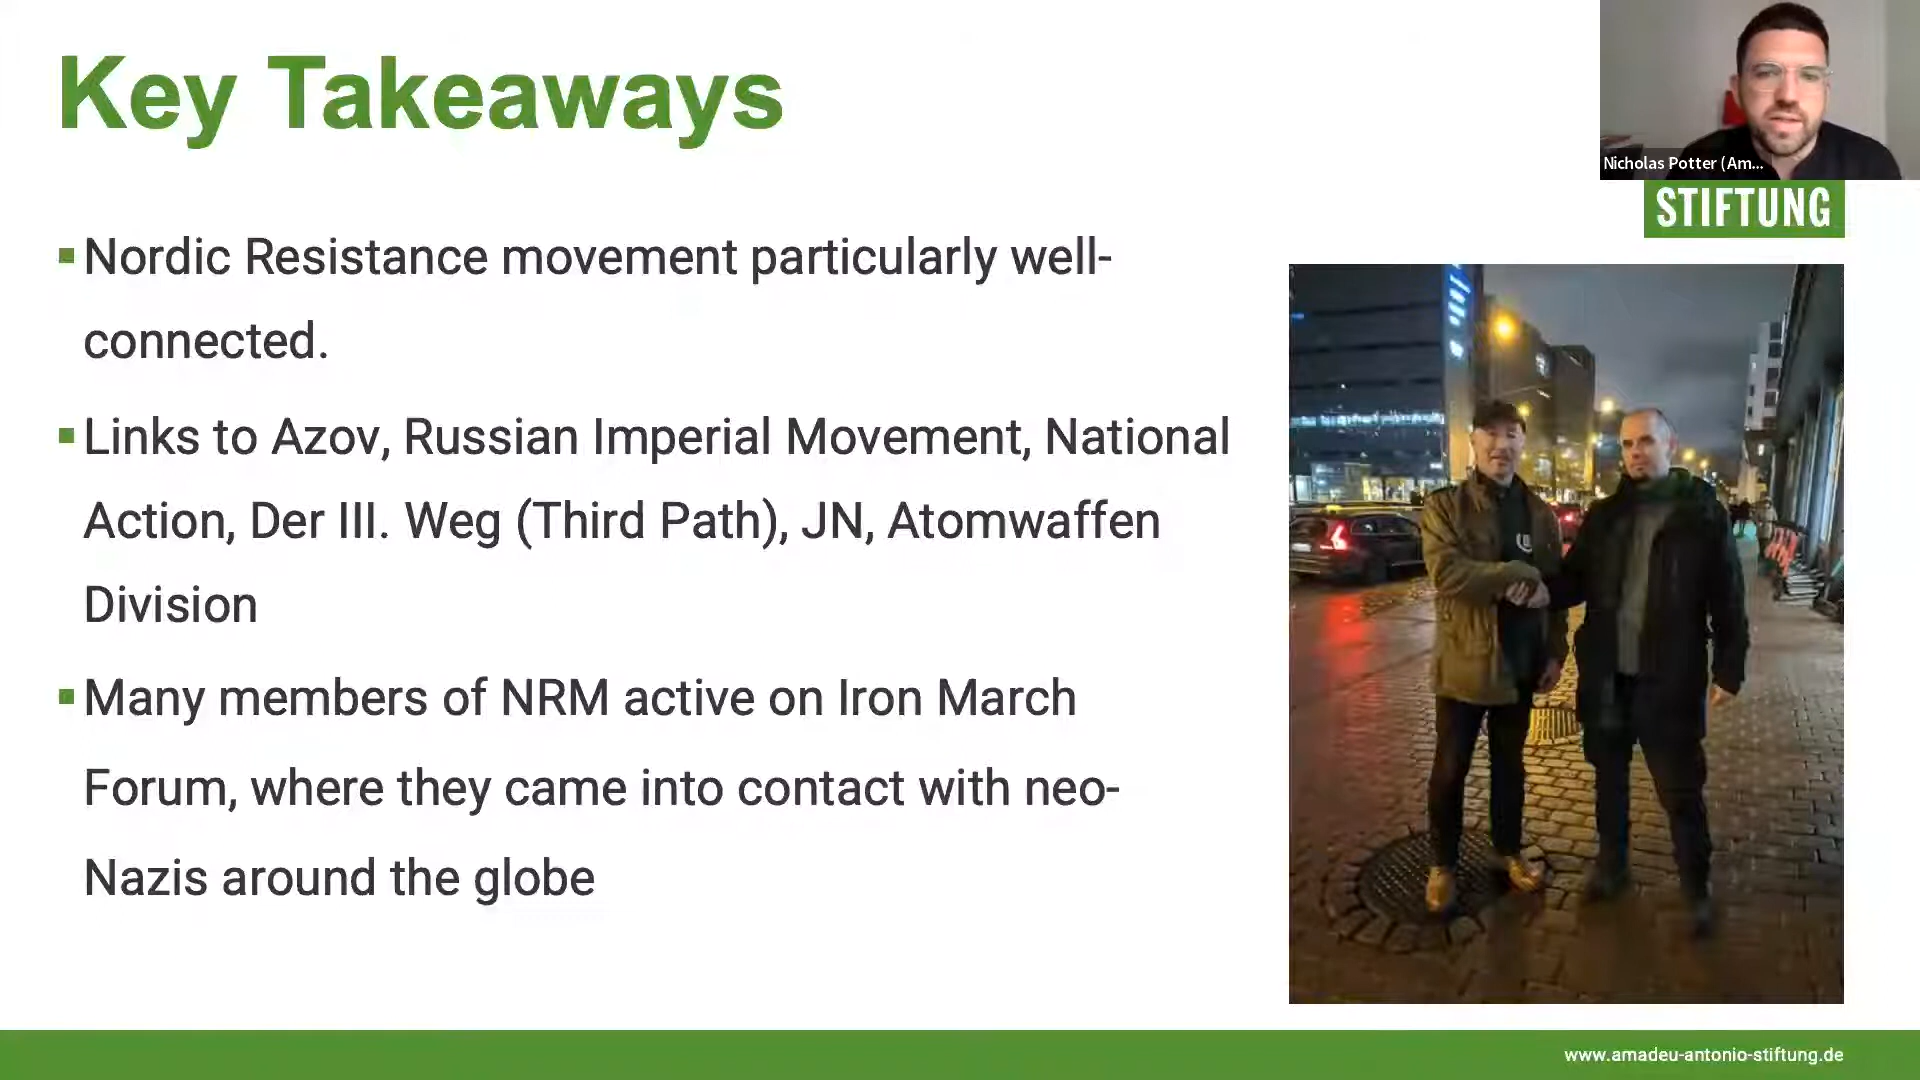 Key Takeaways
Nicholas Potter (Am...
STIFTUNG
▪Nordic Resistance movement particularly well-
connected.
▪Links to Azov, Russian Imperial Movement, National
Action, Der III. Weg (Third Path), JN, Atomwaffen
Division
▪Many members of NRM active on Iron March
Forum, where they came into contact with neo-
Nazis around the globe
www.amadeu-antonio-stiftung.de